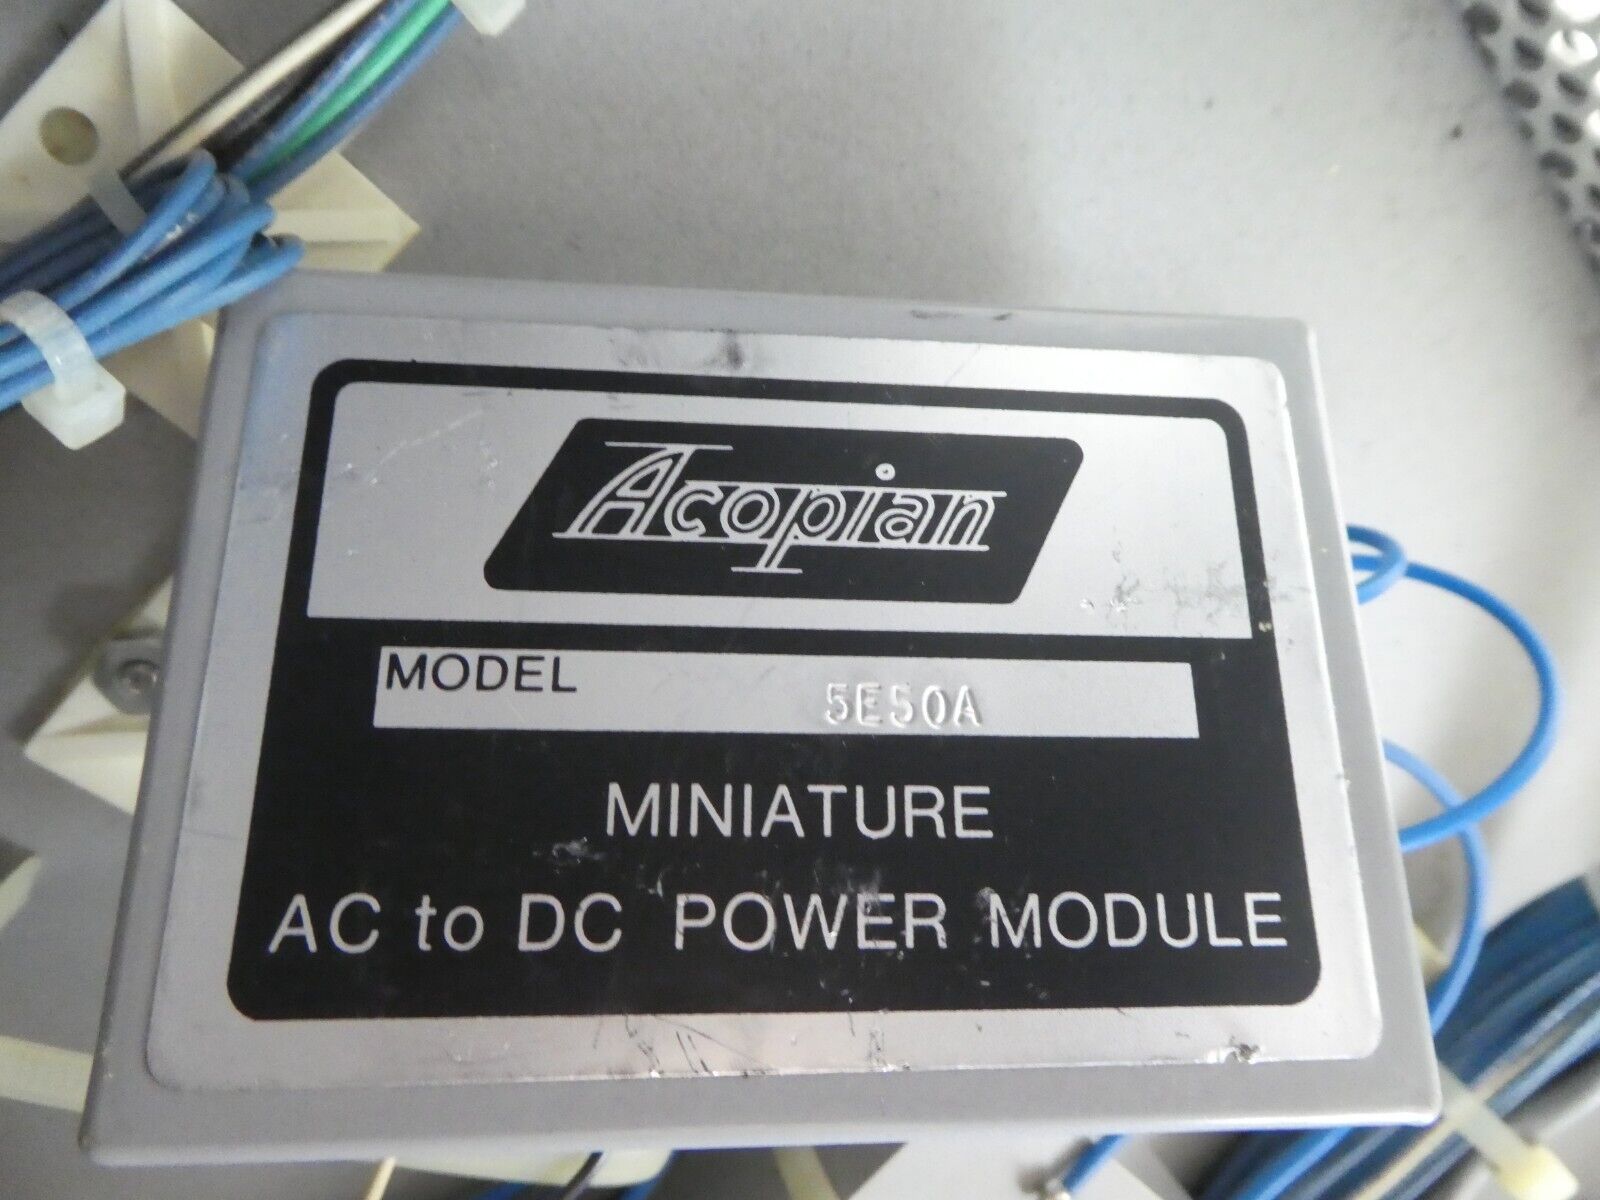 Acopian
MODEL 5E50A
MINIATURE
AC to DC POWER MODULE